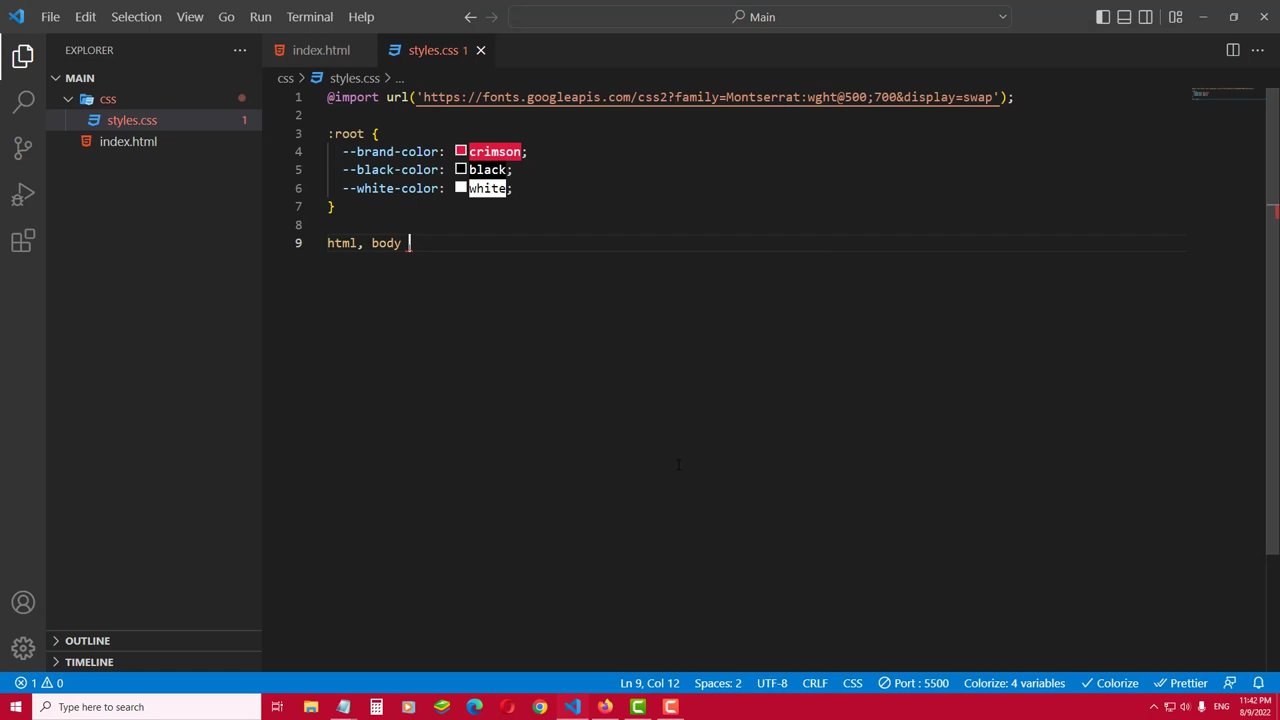 File Edit Selection View Go Run Terminal Help
Main
EXPLORER
index.html
styles.css 1
MAIN
css
styles.css 1
index.html
css > styles.css > ...
1 @import url('https://fonts.googleapis.com/css2?family=Montserrat:wght@500;700&display=swap');
2
3 :root {
4 --brand-color: crimson;
5 --black-color: black;
6 --white-color: white;
7 }
8
9 html, body
OUTLINE
TIMELINE
1 0
Ln 9, Col 12 Spaces: 2 UTF-8 CRLF CSS Port : 5500 Colorize: 4 variables Colorize Prettier
Type here to search
ENG
11:42 PM
8/9/2022